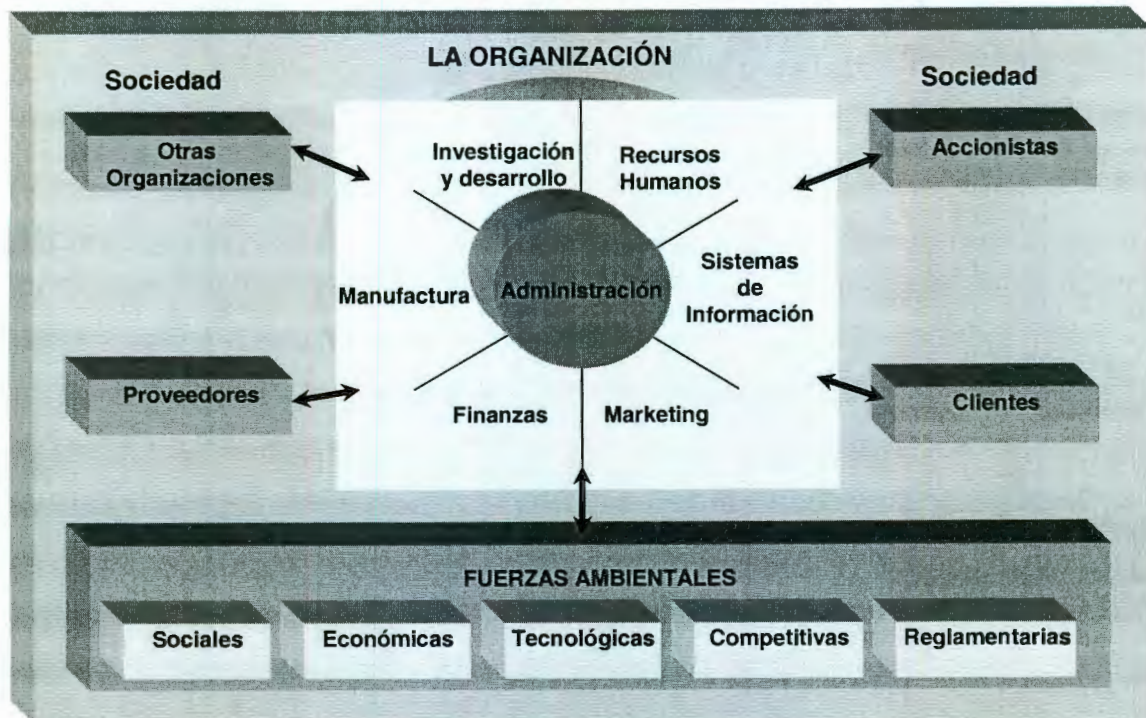 LA ORGANIZACIÓN
Sociedad
Sociedad
Otras
Organizaciones
Investigación
y desarrollo
Recursos
Humanos
Accionistas
Manufactura
Administración
Sistemas
de
Información
Proveedores
Finanzas
Marketing
Clientes
FUERZAS AMBIENTALES
Sociales
Económicas
Tecnológicas
Competitivas
Reglamentarias